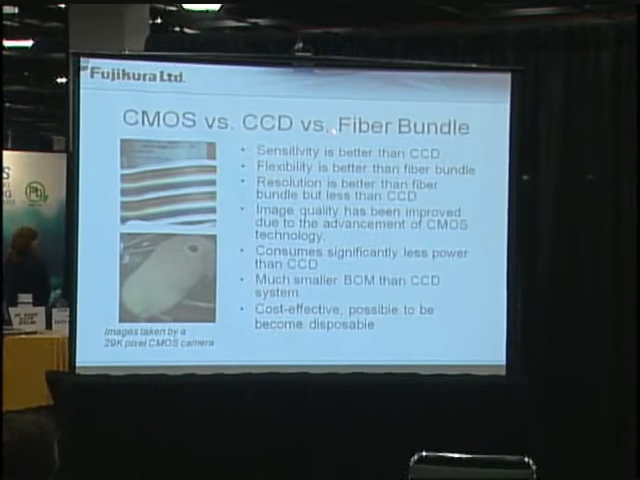 Fujikura Ltd.
CMOS vs. CCD vs. Fiber Bundle
• Sensitivity is better than CCD
• Flexibility is better than fiber bundle
• Resolution is better than fiber
bundle but less than CCD
• Image quality has been improved
due to the advancement of CMOS
technology.
• Consumes significantly less power
than CCD
• Much smaller BOM than CCD
system
• Cost-effective, possible to be
become disposable
Images taken by a
29K pixel CMOS camera